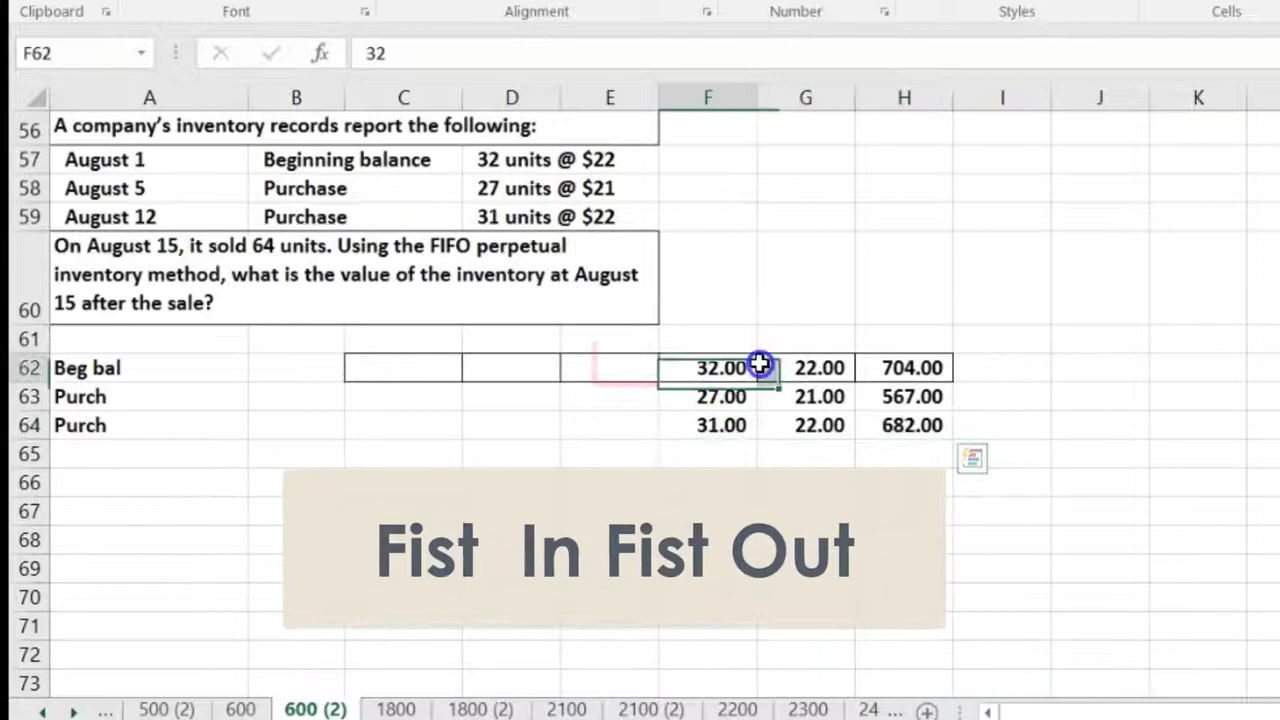 Clipboard Font Alignment Number Styles Cells
F62 fx 32
A B C D E F G H I J K
56 A company's inventory records report the following:
57 August 1 Beginning balance 32 units @ $22
58 August 5 Purchase 27 units @ $21
59 August 12 Purchase 31 units @ $22
On August 15, it sold 64 units. Using the FIFO perpetual
inventory method, what is the value of the inventory at August
60 15 after the sale?
61
62 Beg bal 32.00 22.00 704.00
63 Purch 27.00 21.00 567.00
64 Purch 31.00 22.00 682.00
65
66
67
68
Fist In Fist Out
69
70
71
72
73
... 500 (2) 600 600 (2) 1800 1800 (2) 2100 2100 (2) 2200 2300 24 ...